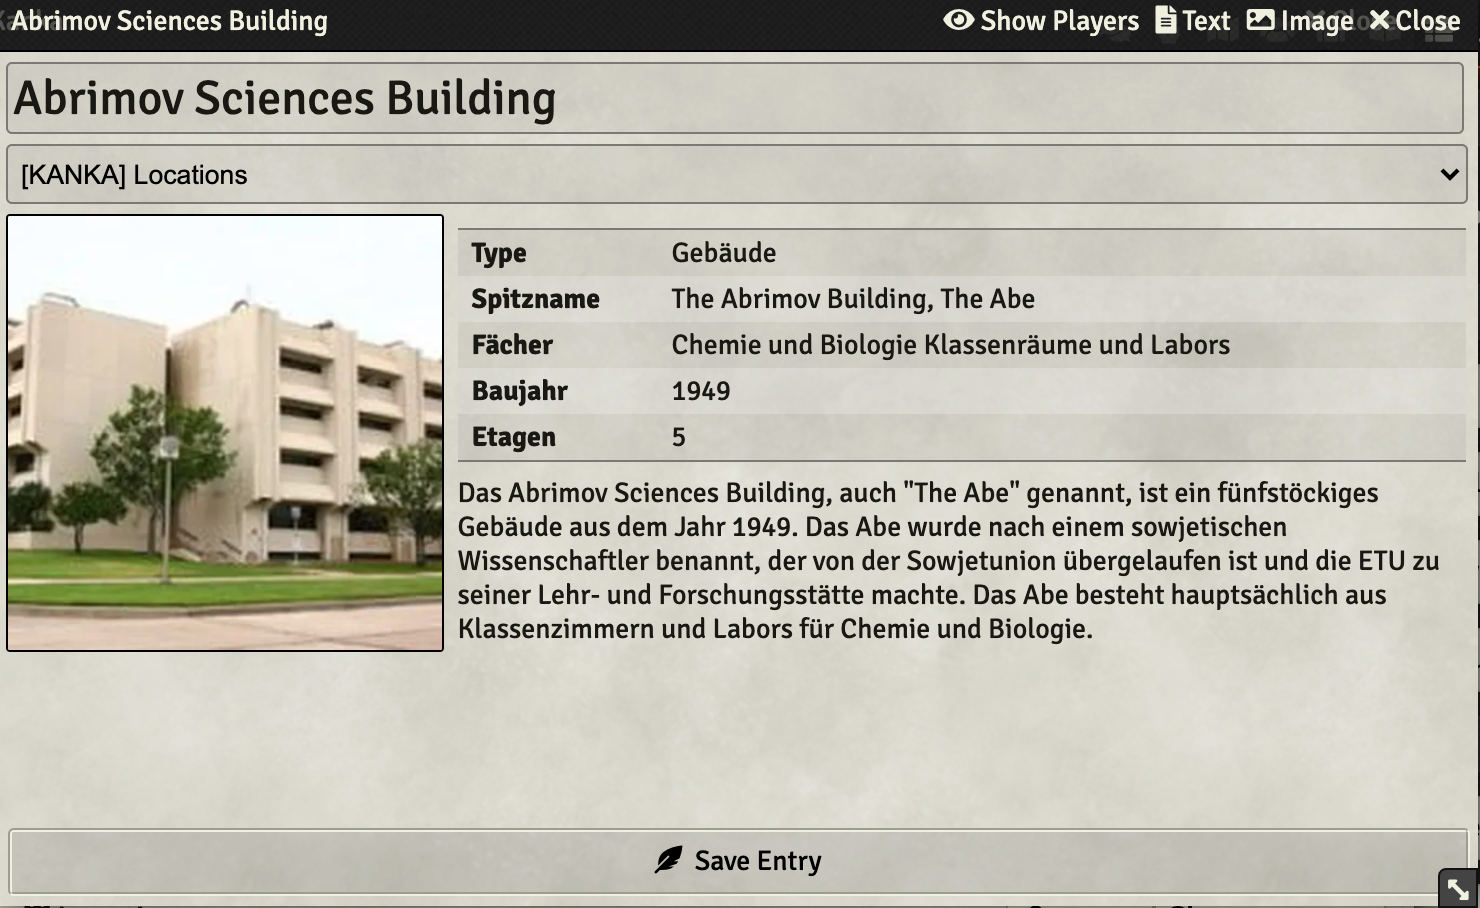 Abrimov Sciences Building
Show Players Text Image Close
Abrimov Sciences Building
[KANKA] Locations
Type Gebäude
Spitzname The Abrimov Building, The Abe
Fächer Chemie und Biologie Klassenräume und Labors
Baujahr 1949
Etagen 5
Das Abrimov Sciences Building, auch "The Abe" genannt, ist ein fünfstöckiges
Gebäude aus dem Jahr 1949. Das Abe wurde nach einem sowjetischen
Wissenschaftler benannt, der von der Sowjetunion übergelaufen ist und die ETU zu
seiner Lehr- und Forschungsstätte machte. Das Abe besteht hauptsächlich aus
Klassenzimmern und Labors für Chemie und Biologie.
Save Entry